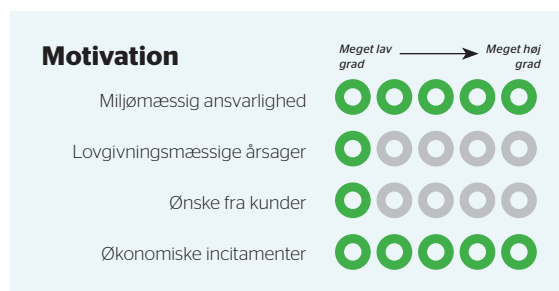 Motivation
Meget lav grad
Meget høj grad
Miljømæssig ansvarlighed
Lovgivningsmæssige årsager
Ønske fra kunder
Økonomiske incitamenter